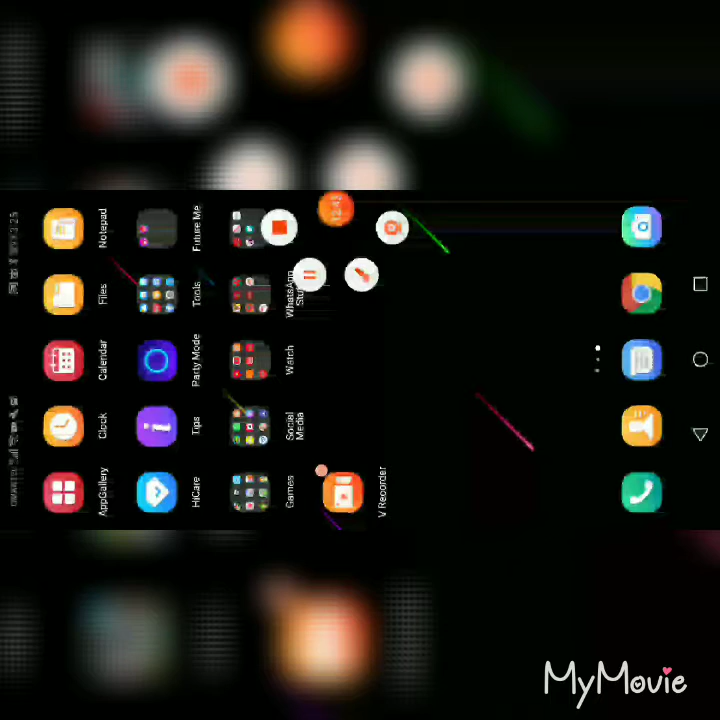 AppGallery
Clock
Calendar
Files
Notepad
HiCare
Tips
Party Mode
Tools
Future Me
Games
Social
Media
Watch
WhatsApp
V Recorder
MyMovie